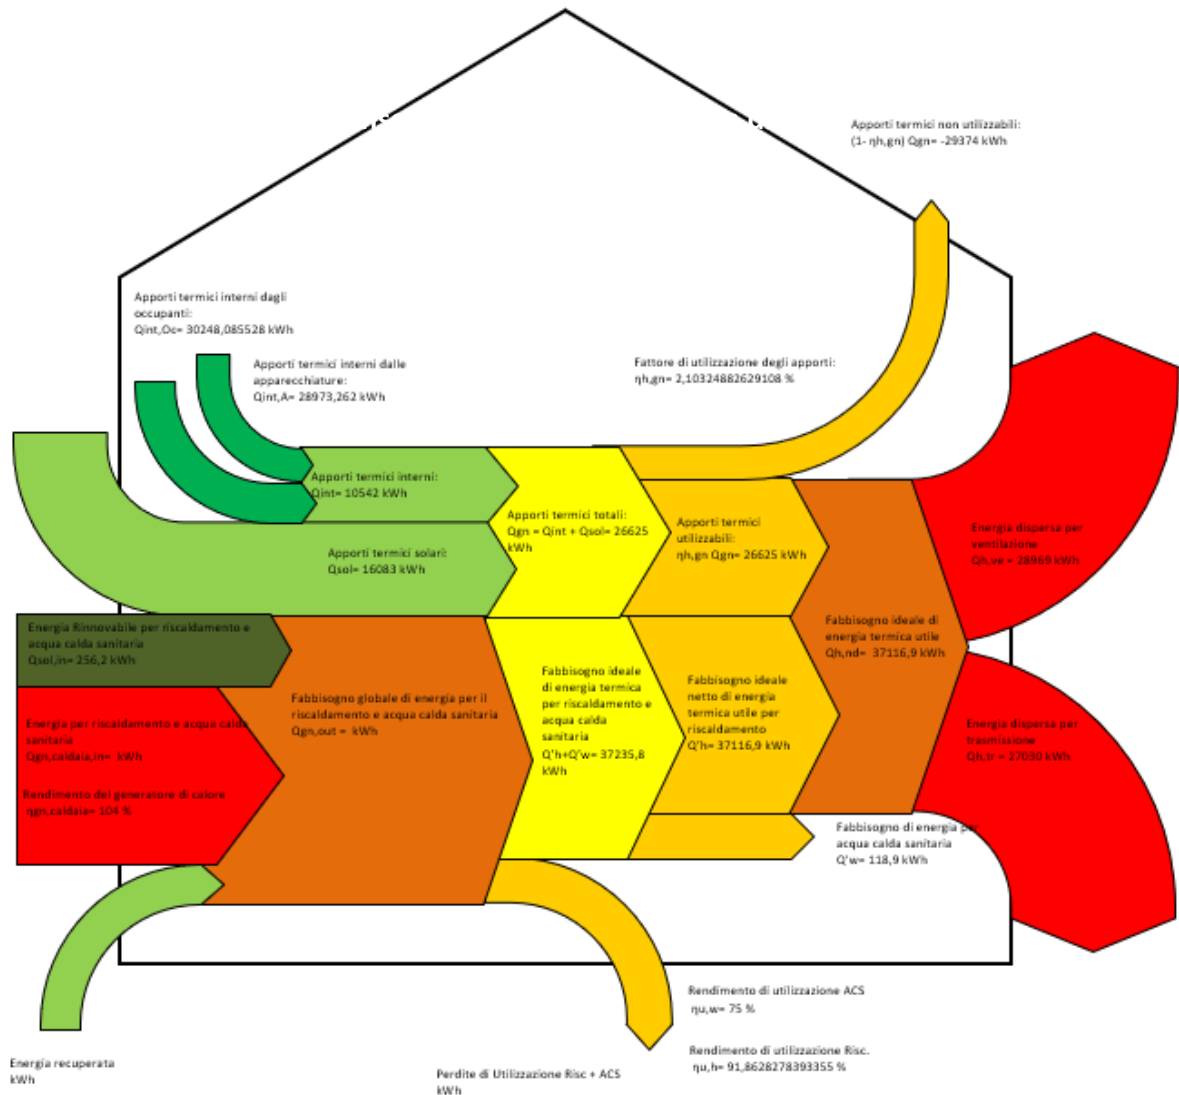 Apporti termici non utilizzabili:
(1- ηh,gn) Qgn= -29374 kWh
Apporti termici interni dagli
occupanti:
Qint,Oc= 30248,085528 kWh
Apporti termici interni dalle
apparecchiature:
Qint,A= 28973,262 kWh
Fattore di utilizzazione degli apporti:
ηh,gn= 2,10324882629108 %
Apporti termici interni:
Qint= 10542 kWh
Apporti termici solari:
Qsol= 16083 kWh
Apporti termici totali:
Qgn = Qint + Qsol= 26625
kWh
Apporti termici
utilizzabili:
ηh,gn Qgn= 26625 kWh
Energia dispersa per
ventilazione
Qh,ve = 28969 kWh
Energia Rinnovabile per riscaldamento e
acqua calda sanitaria
Qsol,in= 256,2 kWh
Energia per riscaldamento e acqua calda
sanitaria
Qgn,caldaia,in= kWh
Rendimento del generatore di calore
ηgn,caldaia= 104 %
Fabbisogno globale di energia per il
riscaldamento e acqua calda sanitaria
Qgn,out = kWh
Fabbisogno ideale
di energia termica
per riscaldamento e
acqua calda
sanitaria
Q'h+Q'w= 37235,8
kWh
Fabbisogno ideale
netto di energia
termica utile per
riscaldamento
Q'h= 37116,9 kWh
Fabbisogno ideale di
energia termica utile
Qh,nd= 37116,9 kWh
Energia dispersa per
trasmissione
Qh,tr = 27030 kWh
Fabbisogno di energia per
acqua calda sanitaria
Q'w= 118,9 kWh
Rendimento di utilizzazione ACS
ηu,w= 75 %
Rendimento di utilizzazione Risc.
ηu,h= 91,8628278393355 %
Energia recuperata
kWh
Perdite di Utilizzazione Risc + ACS
kWh